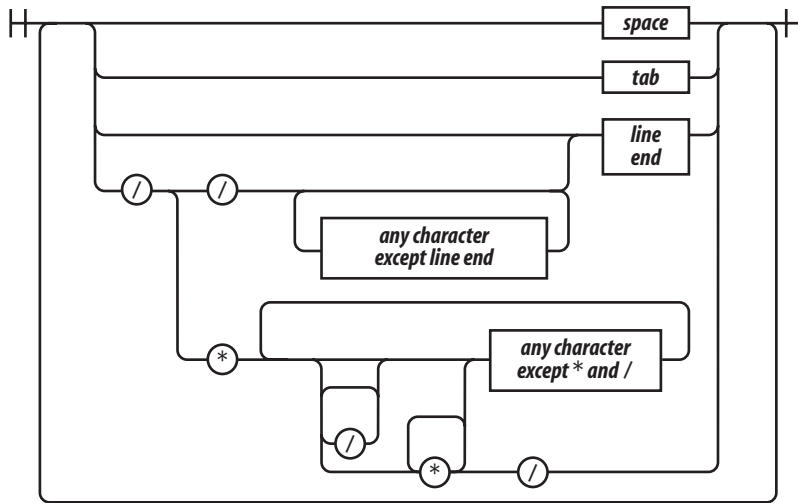 space
tab
line
end
/ /
any character
except line end
*
any character
except * and /
/
* /